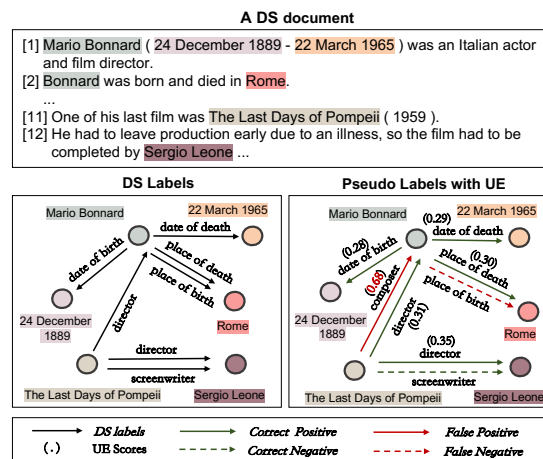 A DS document
[1] Mario Bonnard ( 24 December 1889 - 22 March 1965 ) was an Italian actor
and film director.
[2] Bonnard was born and died in Rome.
...
[11] One of his last film was The Last Days of Pompeii ( 1959 ).
[12] He had to leave production early due to an illness, so the film had to be
completed by Sergio Leone ...
DS Labels
Mario Bonnard
22 March 1965
date of death
date of birth
place of death
place of birth
director
24 December
1889
Rome
director
screenwriter
The Last Days of Pompeii
Sergio Leone
Pseudo Labels with UE
Mario Bonnard
(0.29)
22 March 1965
date of death
(0.28)
date of birth
(0.30)
place of death
place of birth
(0.68)
composer
director
(0.31)
24 December
1889
Rome
(0.35)
director
screenwriter
The Last Days of Pompeii
Sergio Leone
DS labels
Correct Positive
False Positive
(.) UE Scores
Correct Negative
False Negative